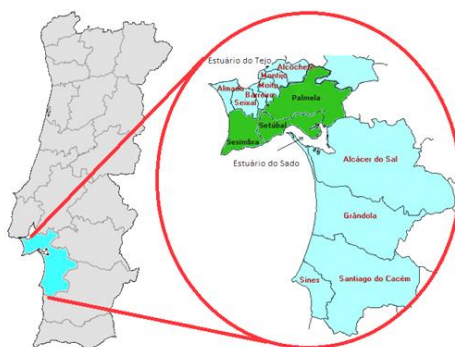 Estuário do Tejo
Alcochete
Montijo
Moita
Almada
Barreiro
Seixal
Palmela
Setúbal
Sesimbra
Estuário do Sado
Alcácer do Sal
Grândola
Santiago do Cacém
Sines